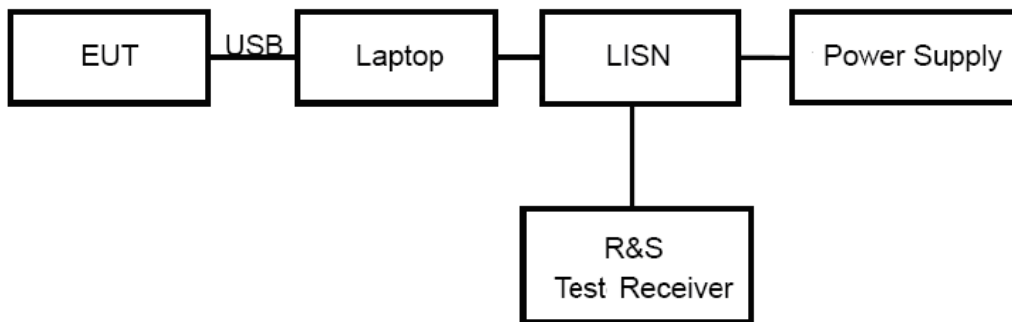 EUT
USB
Laptop
LISN
Power Supply
R&S
Test Receiver